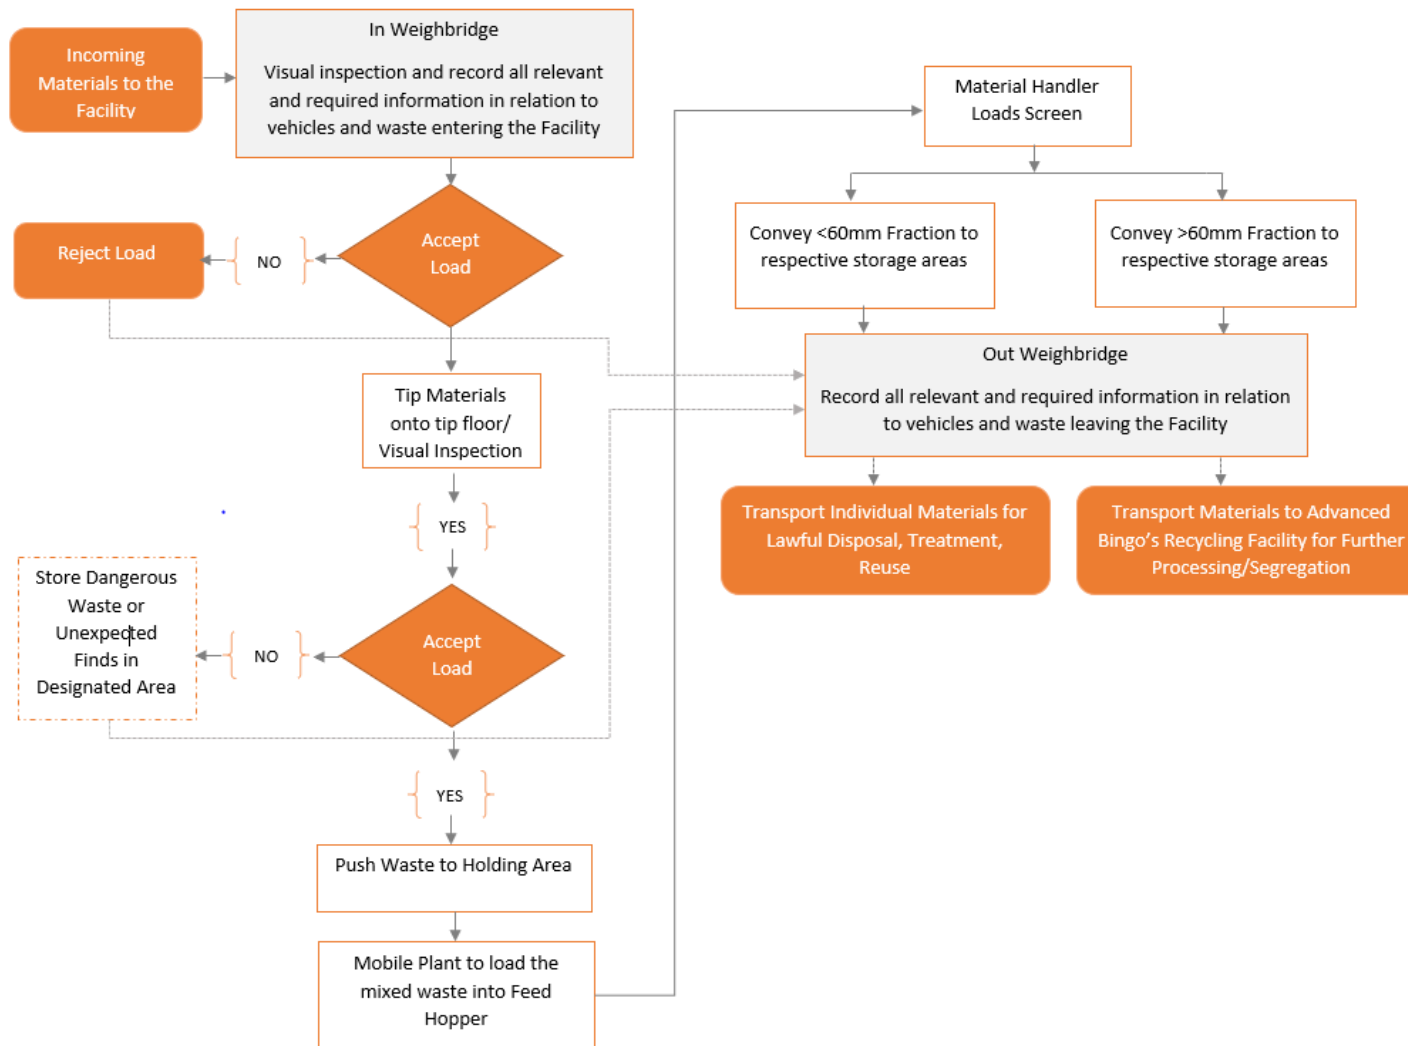 Incoming
Materials to the
Facility
In Weighbridge
Visual inspection and record all relevant
and required information in relation to
vehicles and waste entering the Facility
Accept
Load
NO
Reject Load
Tip Materials
onto tip floor/
Visual Inspection
YES
Accept
Load
NO
Store Dangerous
Waste or
Unexpected
Finds in
Designated Area
YES
Push Waste to Holding Area
Mobile Plant to load the
mixed waste into Feed
Hopper
Material Handler
Loads Screen
Convey <60mm Fraction to
respective storage areas
Convey >60mm Fraction to
respective storage areas
Out Weighbridge
Record all relevant and required information in relation
to vehicles and waste leaving the Facility
Transport Individual Materials for
Lawful Disposal, Treatment,
Reuse
Transport Materials to Advanced
Bingo’s Recycling Facility for Further
Processing/Segregation